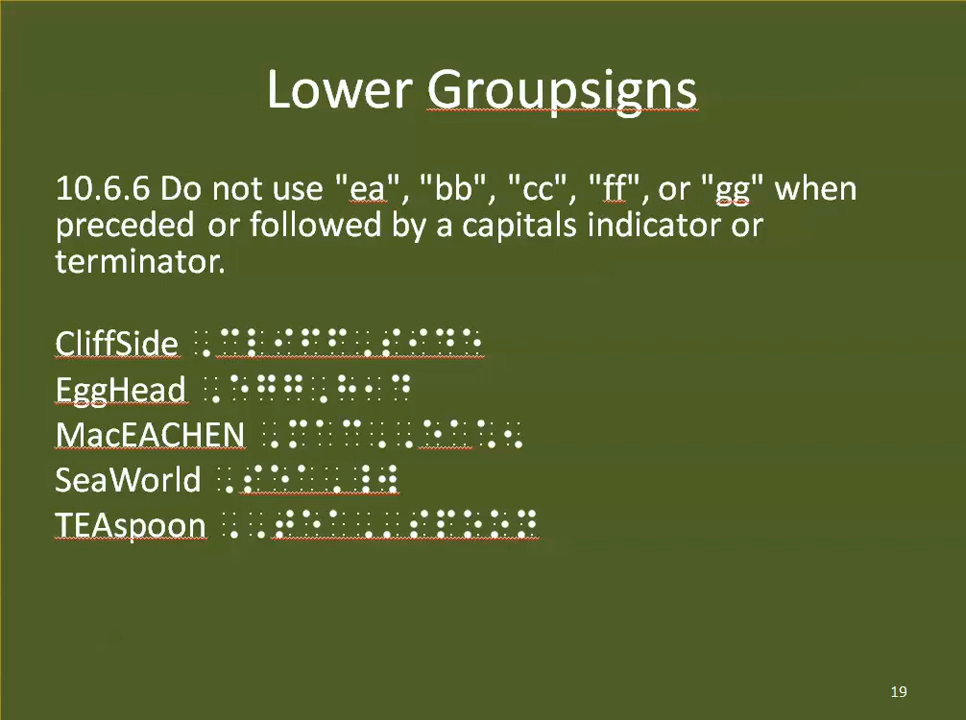 Lower Groupsigns
10.6.6 Do not use "ea", "bb", "cc", "ff", or "gg" when
preceded or followed by a capitals indicator or
terminator.
CliffSide ⠠⠉⠇⠊⠋⠋⠠⠎⠊⠙⠑
EggHead ⠠⠑⠛⠛⠠⠓⠂⠙
MacEACHEN ⠠⠍⠁⠉⠠⠠⠑⠁⠡⠢
SeaWorld ⠠⠎⠑⠁⠠⠸⠺
TEAspoon ⠠⠠⠞⠑⠁⠠⠄⠎⠏⠕⠕⠝
19